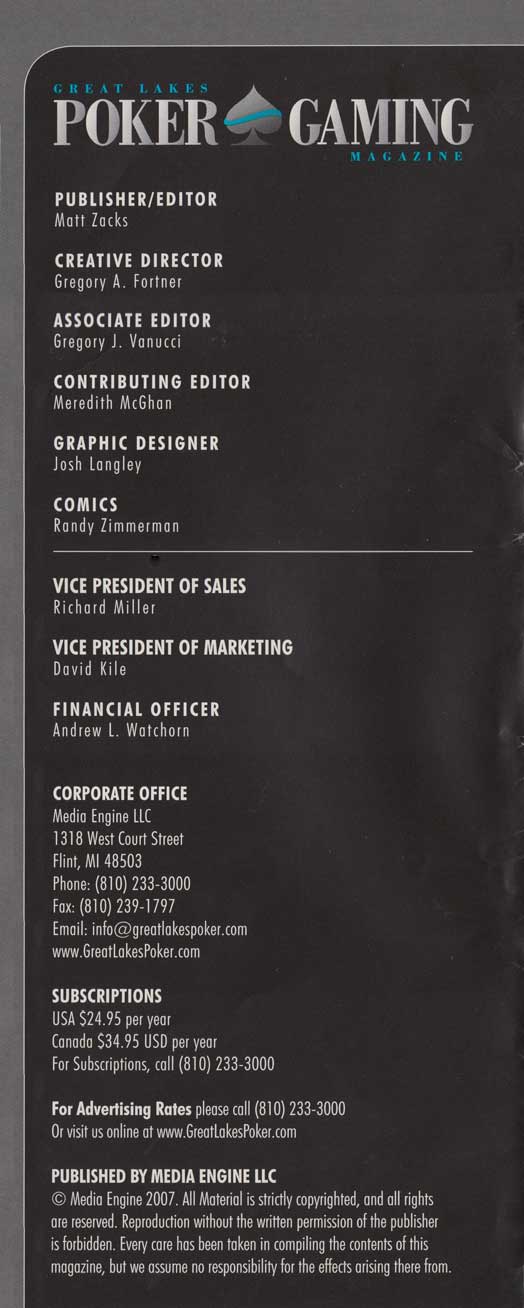 GREAT LAKES
POKER GAMING
MAGAZINE
PUBLISHER/EDITOR
Matt Zacks
CREATIVE DIRECTOR
Gregory A. Fortner
ASSOCIATE EDITOR
Gregory J. Vanucci
CONTRIBUTING EDITOR
Meredith McGhan
GRAPHIC DESIGNER
Josh Langley
COMICS
Randy Zimmerman
VICE PRESIDENT OF SALES
Richard Miller
VICE PRESIDENT OF MARKETING
David Kile
FINANCIAL OFFICER
Andrew L. Watchorn
CORPORATE OFFICE
Media Engine LLC
1318 West Court Street
Flint, MI 48503
Phone: (810) 233-3000
Fax: (810) 239-1797
Email: info@greatlakespoker.com
www.GreatLakesPoker.com
SUBSCRIPTIONS
USA $24.95 per year
Canada $34.95 USD per year
For Subscriptions, call (810) 233-3000
For Advertising Rates please call (810) 233-3000
Or visit us online at www.GreatLakesPoker.com
PUBLISHED BY MEDIA ENGINE LLC
© Media Engine 2007. All Material is strictly copyrighted, and all rights
are reserved. Reproduction without the written permission of the publisher
is forbidden. Every care has been taken in compiling the contents of this
magazine, but we assume no responsibility for the effects arising there from.